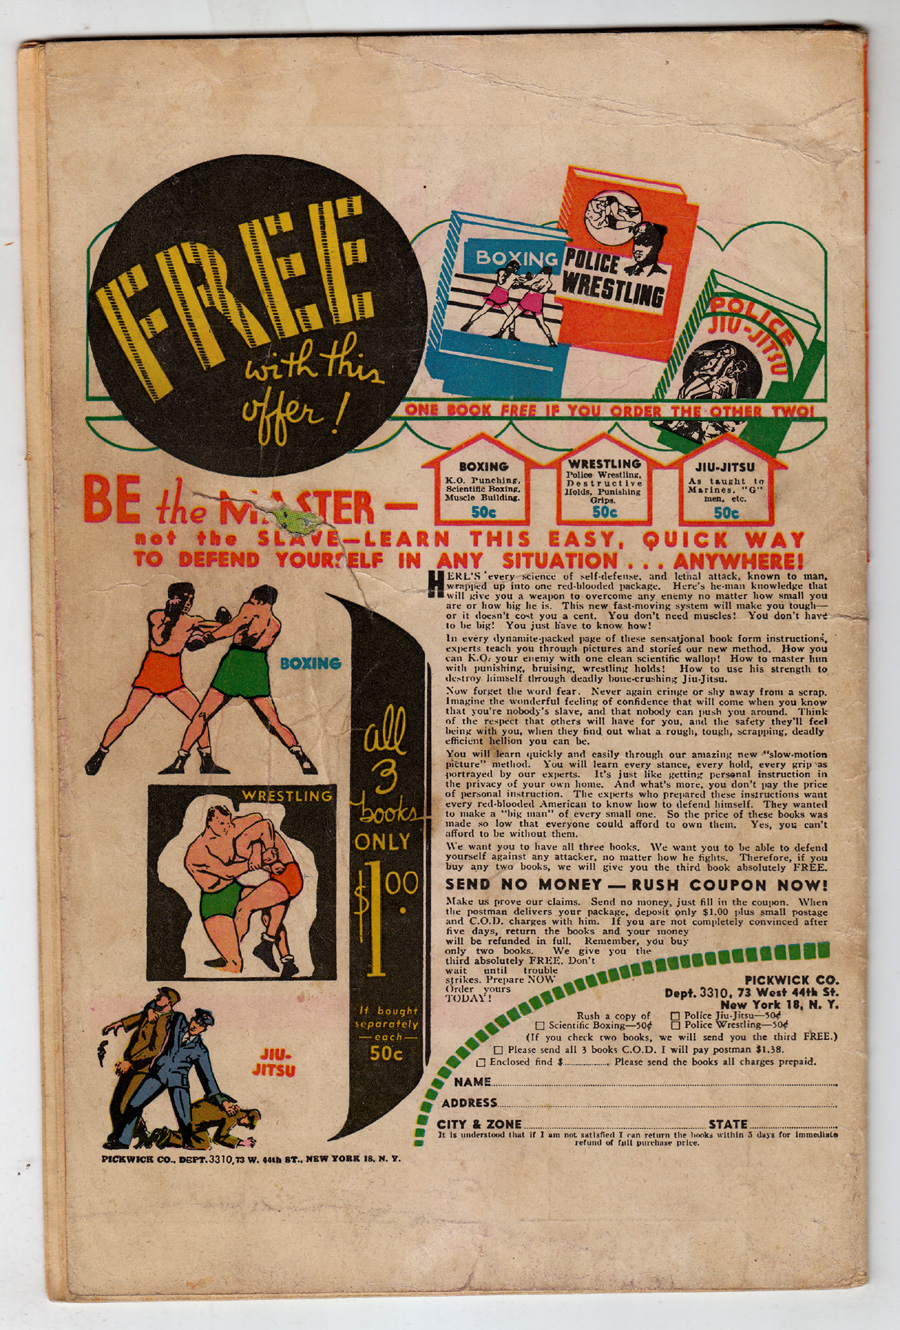 FREE
with this
offer!
BOXING
POLICE
WRESTLING
POLICE
JIU-JITSU
ONE BOOK FREE IF YOU ORDER THE OTHER TWO!
BOXING
K.O. Punching,
Scientific Boxing,
Muscle Building.
50c
WRESTLING
Police Wrestling,
Destructive
Holds, Punishing
Grips.
50c
JIU-JITSU
As taught to
Marines, "G"
men, etc.
50c
BE the MASTER—
not the SLAVE—LEARN THIS EASY, QUICK WAY
TO DEFEND YOURSELF IN ANY SITUATION . . . ANYWHERE!
BOXING
WRESTLING
JIU-
JITSU
all
3
books
ONLY
$1.00
If bought
separately
—each—
50c
HERE'S every science of self-defense, and lethal attack, known to man,
wrapped up into one red-blooded package. Here's he-man knowledge that
will give you a weapon to overcome any enemy no matter how small you
are or how big he is. This new fast-moving system will make you tough—
or it doesn't cost you a cent. You don't need muscles! You don't have
to be big! You just have to know how!
In every dynamite-packed page of these sensational book form instructions,
experts teach you through pictures and stories our new method. How you
can K.O. your enemy with one clean scientific wallop! How to master him
with punishing, bruising, wrestling holds! How to use his strength to
destroy himself through deadly bone-crushing Jiu-Jitsu.
Now forget the word fear. Never again cringe or shy away from a scrap.
Imagine the wonderful feeling of confidence that will come when you know
that you're nobody's slave, and that nobody can push you around. Think
of the respect that others will have for you, and the safety they'll feel
being with you, when they find out what a rough, tough, scrapping, deadly
efficient hellion you can be.
You will learn quickly and easily through our amazing new "slow-motion
picture" method. You will learn every stance, every hold, every grip as
portrayed by our experts. It's just like getting personal instruction in
the privacy of your own home. And what's more, you don't pay the price
of personal instruction. The experts who prepared these instructions want
every red-blooded American to know how to defend himself. They wanted
to make a "big man" of every small one. So the price of these books was
made so low that everyone could afford to own them. Yes, you can't
afford to be without them.
We want you to have all three books. We want you to be able to defend
yourself against any attacker, no matter how he fights. Therefore, if you
buy any two books, we will give you the third book absolutely FREE.
SEND NO MONEY — RUSH COUPON NOW!
Make us prove our claims. Send no money, just fill in the coupon. When
the postman delivers your package, deposit only $1.00 plus small postage
and C.O.D. charges with him. If you are not completely convinced after
five days, return the books and your money
will be refunded in full. Remember, you buy
only two books. We give you the
third absolutely FREE. Don't
wait until trouble
strikes. Prepare NOW
Order yours
TODAY!
PICKWICK CO.
Dept. 3310, 73 West 44th St.
New York 18, N. Y.
Rush a copy of
Police Jiu-Jitsu—50¢
Scientific Boxing—50¢
Police Wrestling—50¢
(If you check two books, we will send you the third FREE.)
Please send all 3 books C.O.D. I will pay postman $1.38.
Enclosed find $............ Please send the books all charges prepaid.
NAME
ADDRESS
CITY & ZONE STATE
It is understood that if I am not satisfied I can return the books within 5 days for immediate
refund of full purchase price.
PICKWICK CO., DEPT. 3310, 73 W. 44th ST., NEW YORK 18, N. Y.